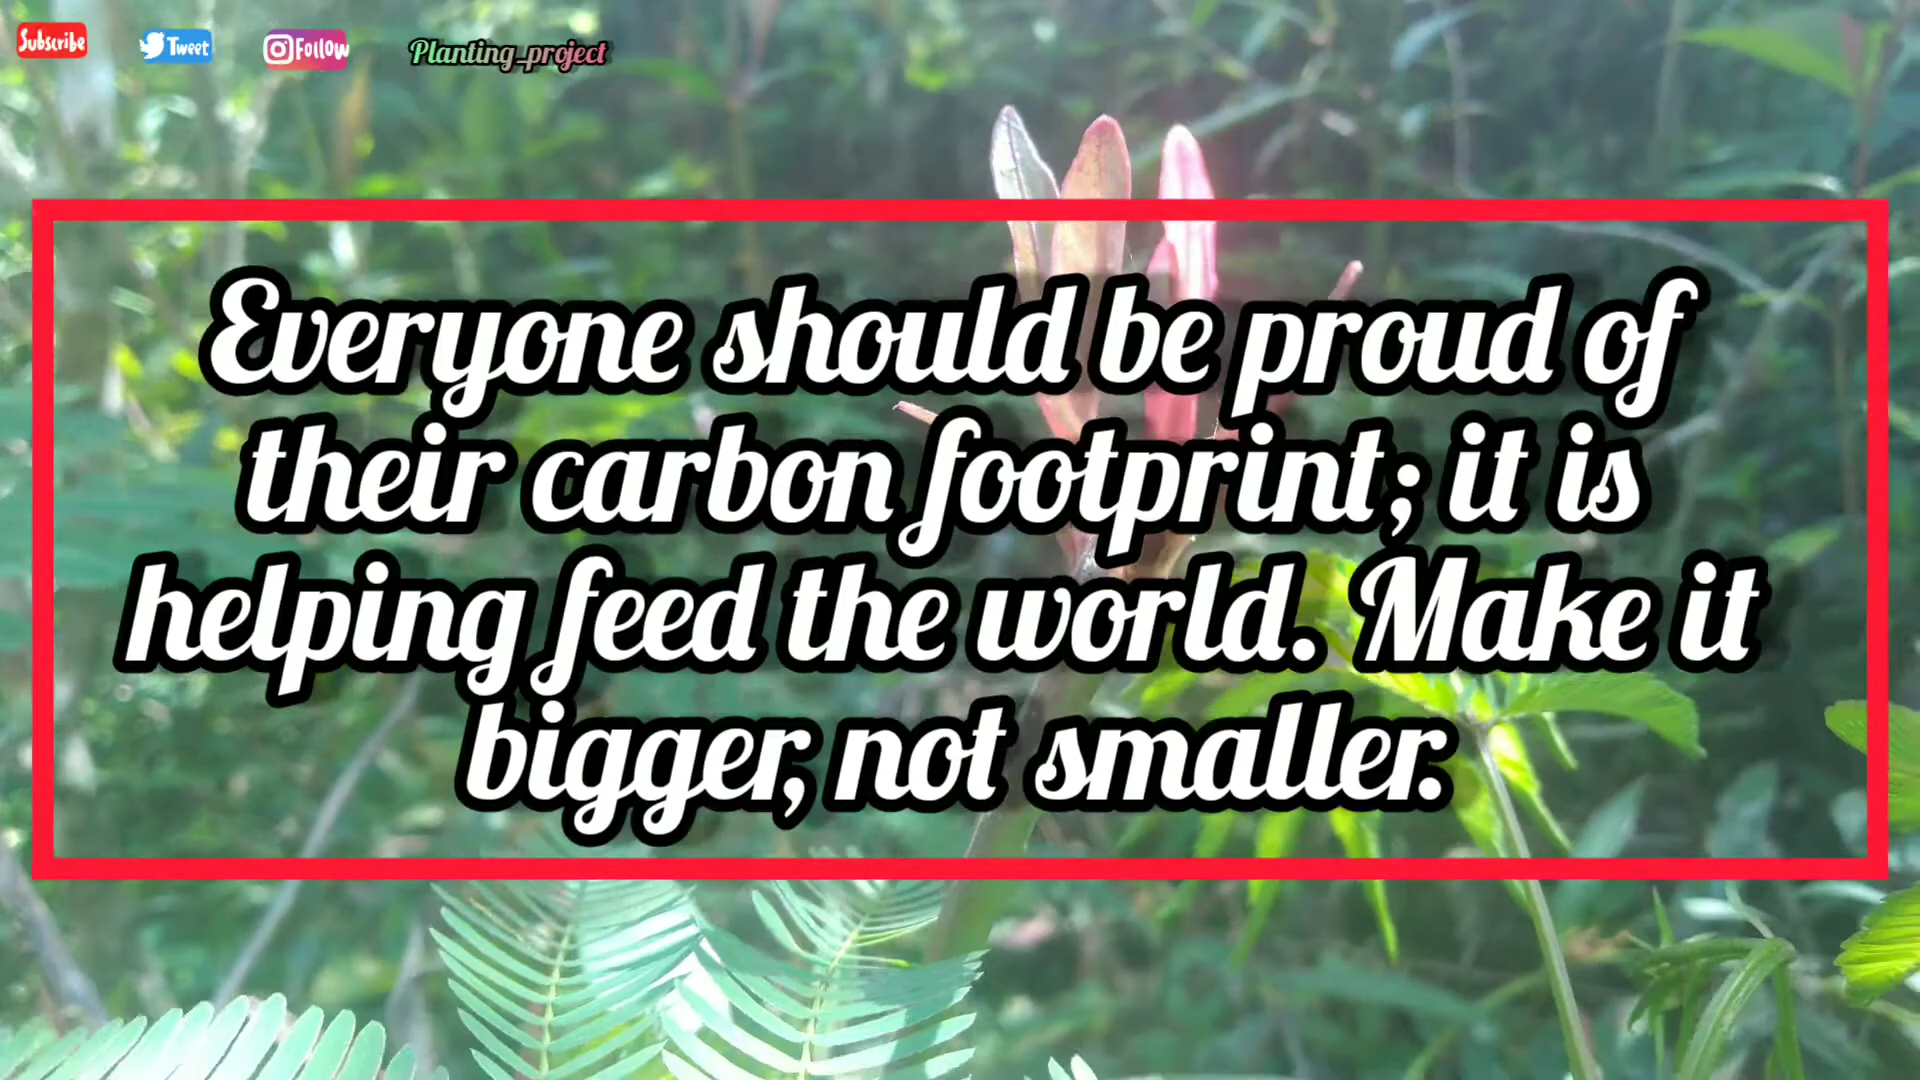 Subscribe Tweet Follow Planting_project
Everyone should be proud of
their carbon footprint; it is
helping feed the world. Make it
bigger, not smaller.